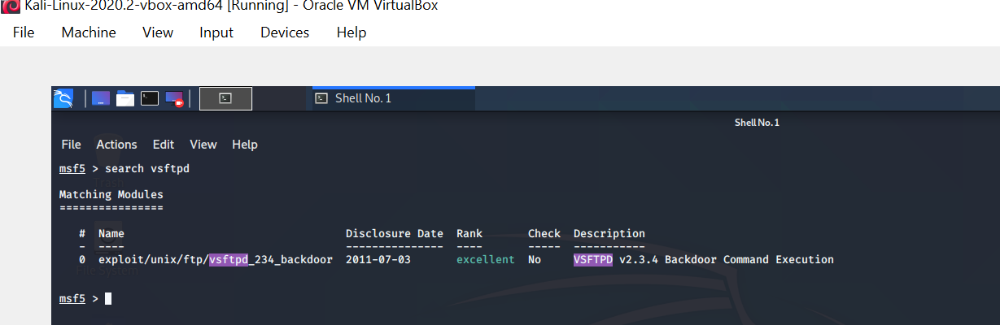 Kali-Linux-2020.2-vbox-amd64 [Running] - Oracle VM VirtualBox
File Machine View Input Devices Help
Shell No. 1
Shell No. 1
File Actions Edit View Help
msf5 > search vsftpd
Matching Modules
================
# Name Disclosure Date Rank Check Description
- ---- --------------- ---- ----- -----------
0 exploit/unix/ftp/vsftpd_234_backdoor 2011-07-03 excellent No VSFTPD v2.3.4 Backdoor Command Execution
msf5 >